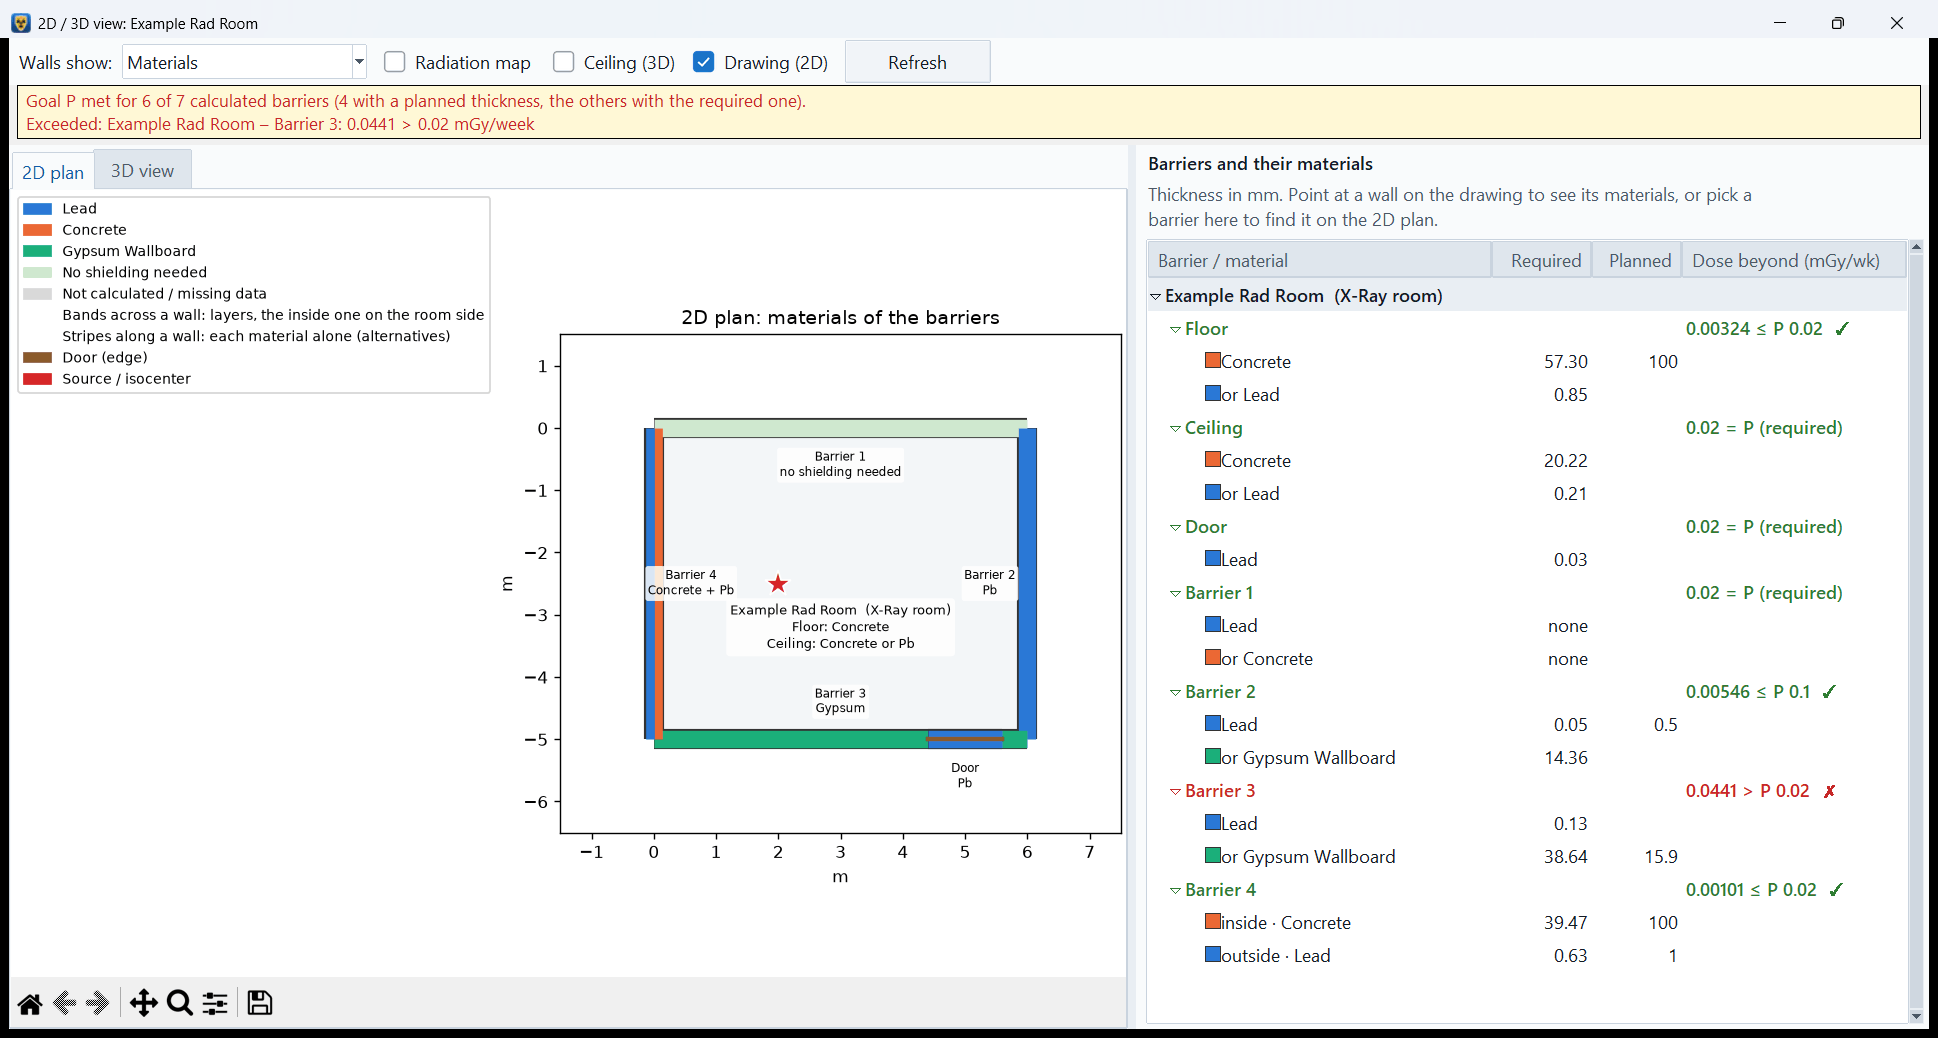 2D / 3D view: Example Rad Room
Walls show: Materials Radiation map Ceiling (3D) Drawing (2D) Refresh
Goal P met for 6 of 7 calculated barriers (4 with a planned thickness, the others with the required one).
Exceeded: Example Rad Room – Barrier 3: 0.0441 > 0.02 mGy/week
2D plan 3D view
Lead
Concrete
Gypsum Wallboard
No shielding needed
Not calculated / missing data
Bands across a wall: layers, the inside one on the room side
Stripes along a wall: each material alone (alternatives)
Door (edge)
Source / isocenter
2D plan: materials of the barriers
1
0
−1
−2
−3
−4
−5
−6
m
Barrier 1
no shielding needed
Barrier 4
Concrete + Pb
Barrier 2
Pb
Example Rad Room (X-Ray room)
Floor: Concrete
Ceiling: Concrete or Pb
Barrier 3
Gypsum
Door
Pb
−1 0 1 2 3 4 5 6 7
m
Barriers and their materials
Thickness in mm. Point at a wall on the drawing to see its materials, or pick a
barrier here to find it on the 2D plan.
Barrier / material Required Planned Dose beyond (mGy/wk)
Example Rad Room (X-Ray room)
Floor 0.00324 ≤ P 0.02 ✓
Concrete 57.30 100
or Lead 0.85
Ceiling 0.02 = P (required)
Concrete 20.22
or Lead 0.21
Door 0.02 = P (required)
Lead 0.03
Barrier 1 0.02 = P (required)
Lead none
or Concrete none
Barrier 2 0.00546 ≤ P 0.1 ✓
Lead 0.05 0.5
or Gypsum Wallboard 14.36
Barrier 3 0.0441 > P 0.02 ✗
Lead 0.13
or Gypsum Wallboard 38.64 15.9
Barrier 4 0.00101 ≤ P 0.02 ✓
inside · Concrete 39.47 100
outside · Lead 0.63 1